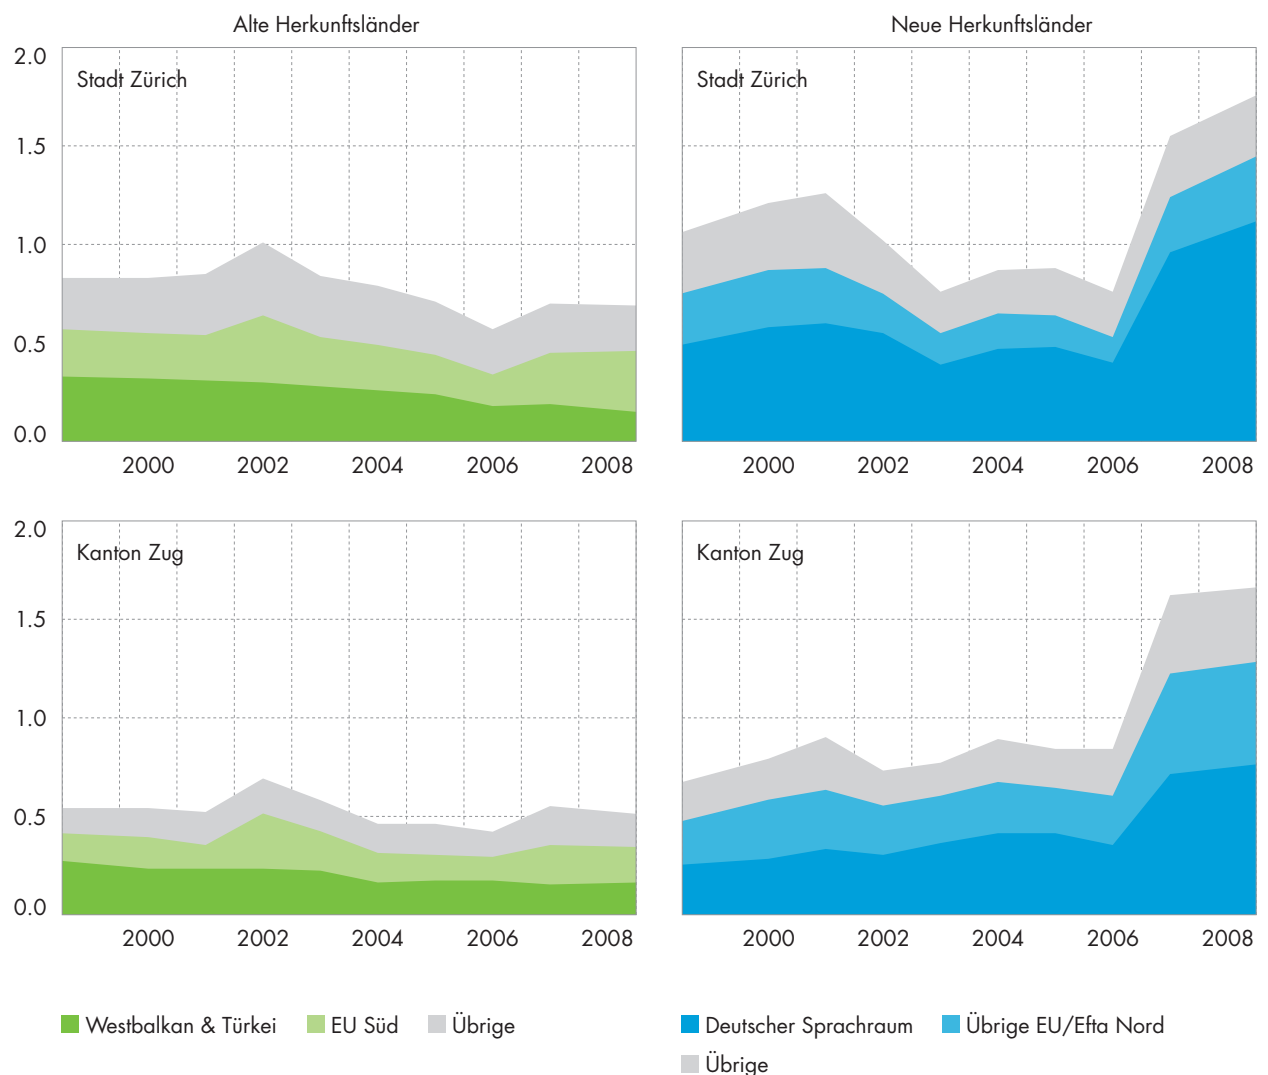 Alte Herkunftsländer
Neue Herkunftsländer
2.0
1.5
1.0
0.5
0.0
Stadt Zürich
Stadt Zürich
2000 2002 2004 2006 2008
2000 2002 2004 2006 2008
2.0
1.5
1.0
0.5
0.0
Kanton Zug
Kanton Zug
2000 2002 2004 2006 2008
2000 2002 2004 2006 2008
Westbalkan & Türkei EU Süd Übrige
Deutscher Sprachraum Übrige EU/Efta Nord
Übrige